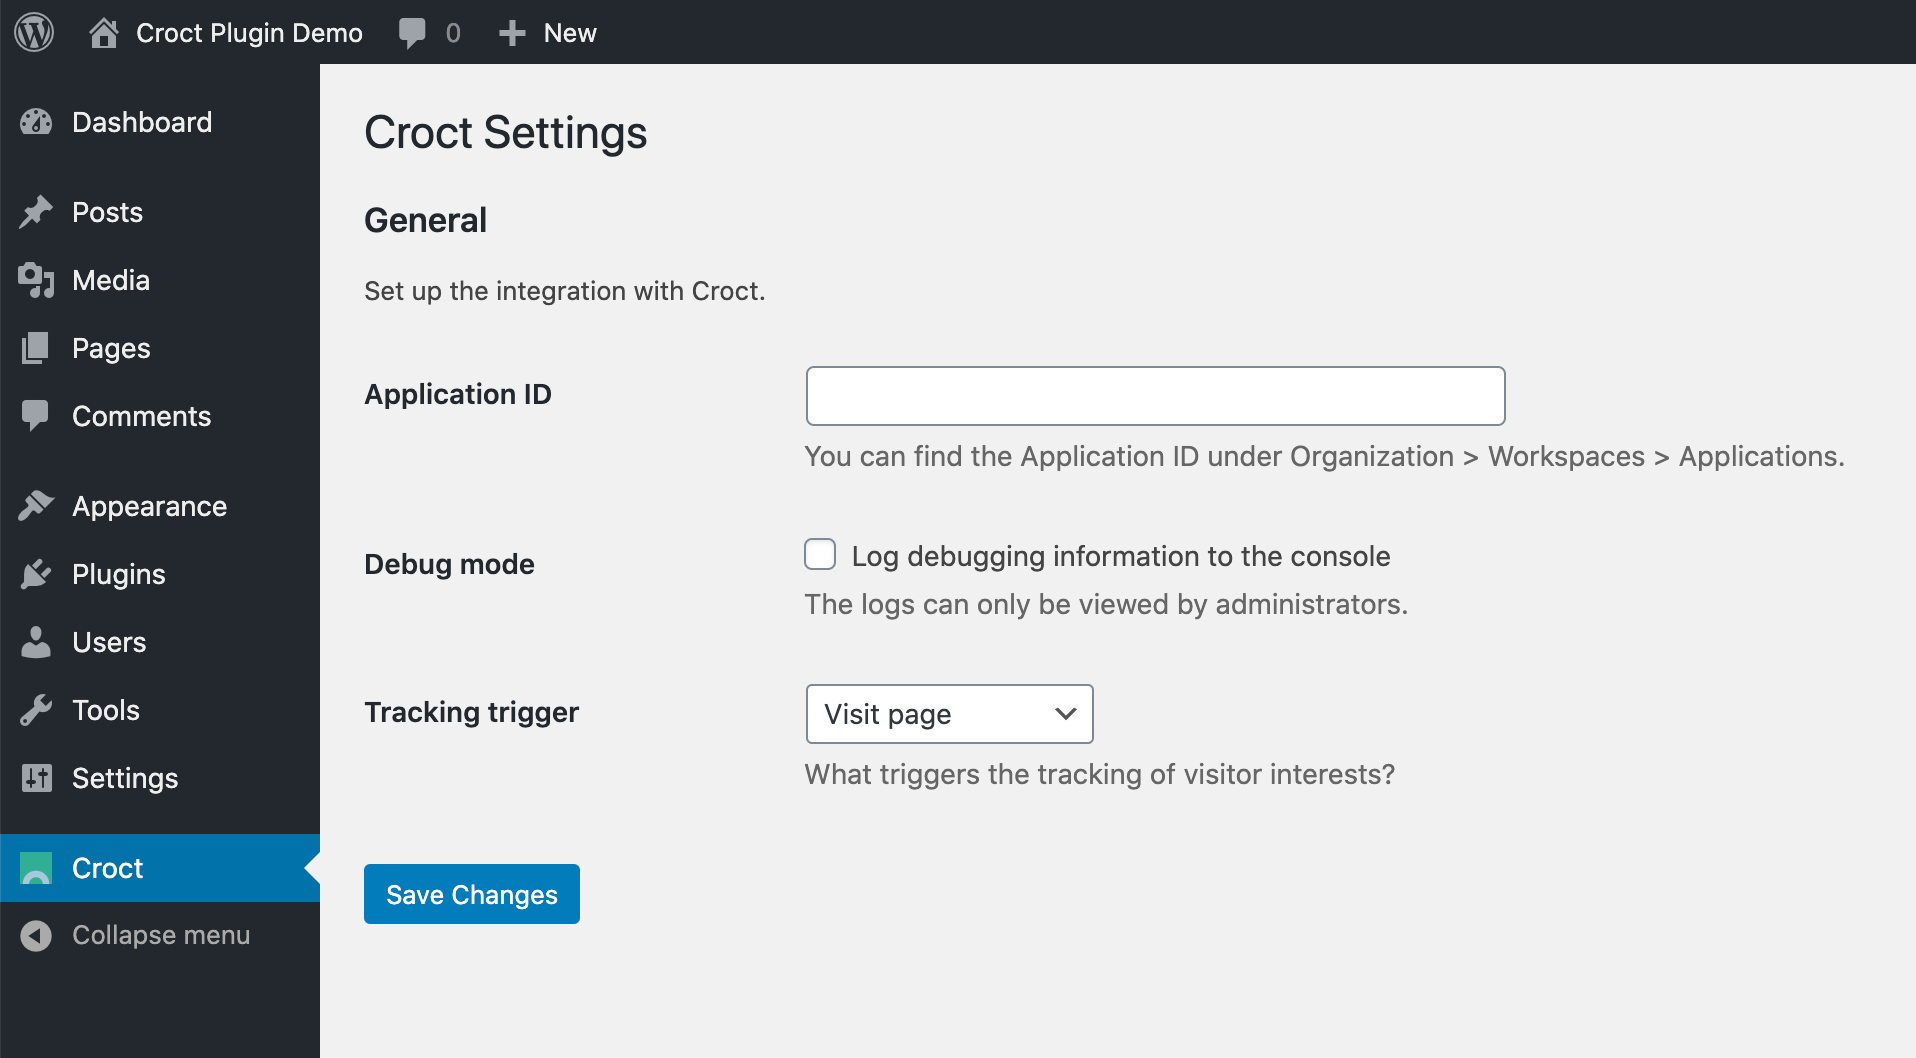 Croct Plugin Demo 0 New
Dashboard
Posts
Media
Pages
Comments
Appearance
Plugins
Users
Tools
Settings
Croct
Collapse menu
Croct Settings
General
Set up the integration with Croct.
Application ID
You can find the Application ID under Organization > Workspaces > Applications.
Debug mode
Log debugging information to the console
The logs can only be viewed by administrators.
Tracking trigger
Visit page
What triggers the tracking of visitor interests?
Save Changes